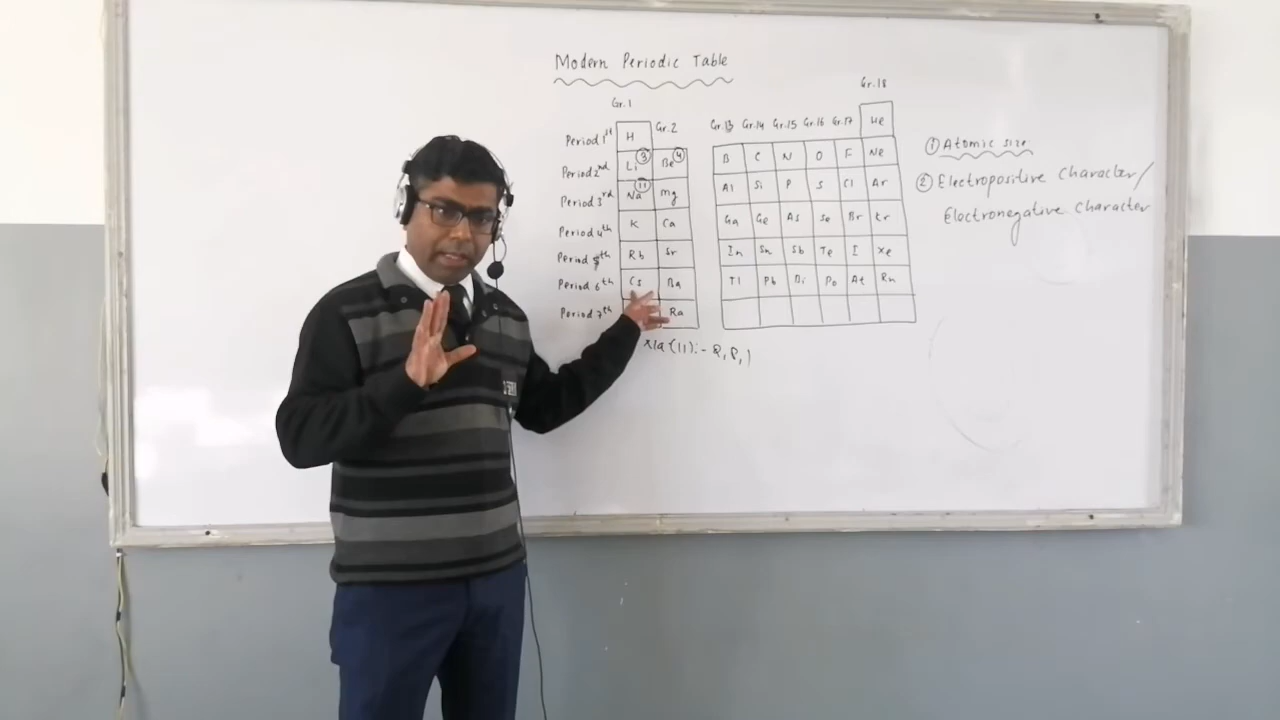 Modern Periodic Table
Gr.18
Gr.1
Gr.2 Gr.13 Gr.14 Gr.15 Gr.16 Gr.17 He
Period 1st H
Period 2nd Li 3 Be 4 B C N O F Ne
Period 3rd Na 11 Mg Al Si P S Cl Ar
Period 4th K Ca Ga Ge As Se Br Kr
Period 5th Rb Sr In Sn Sb Te I Xe
Period 6th Cs Ba Tl Pb Bi Po At Rn
Period 7th Ra
(11):- 2, 8, 1
① Atomic size
② Electropositive Character/
Electronegative Character